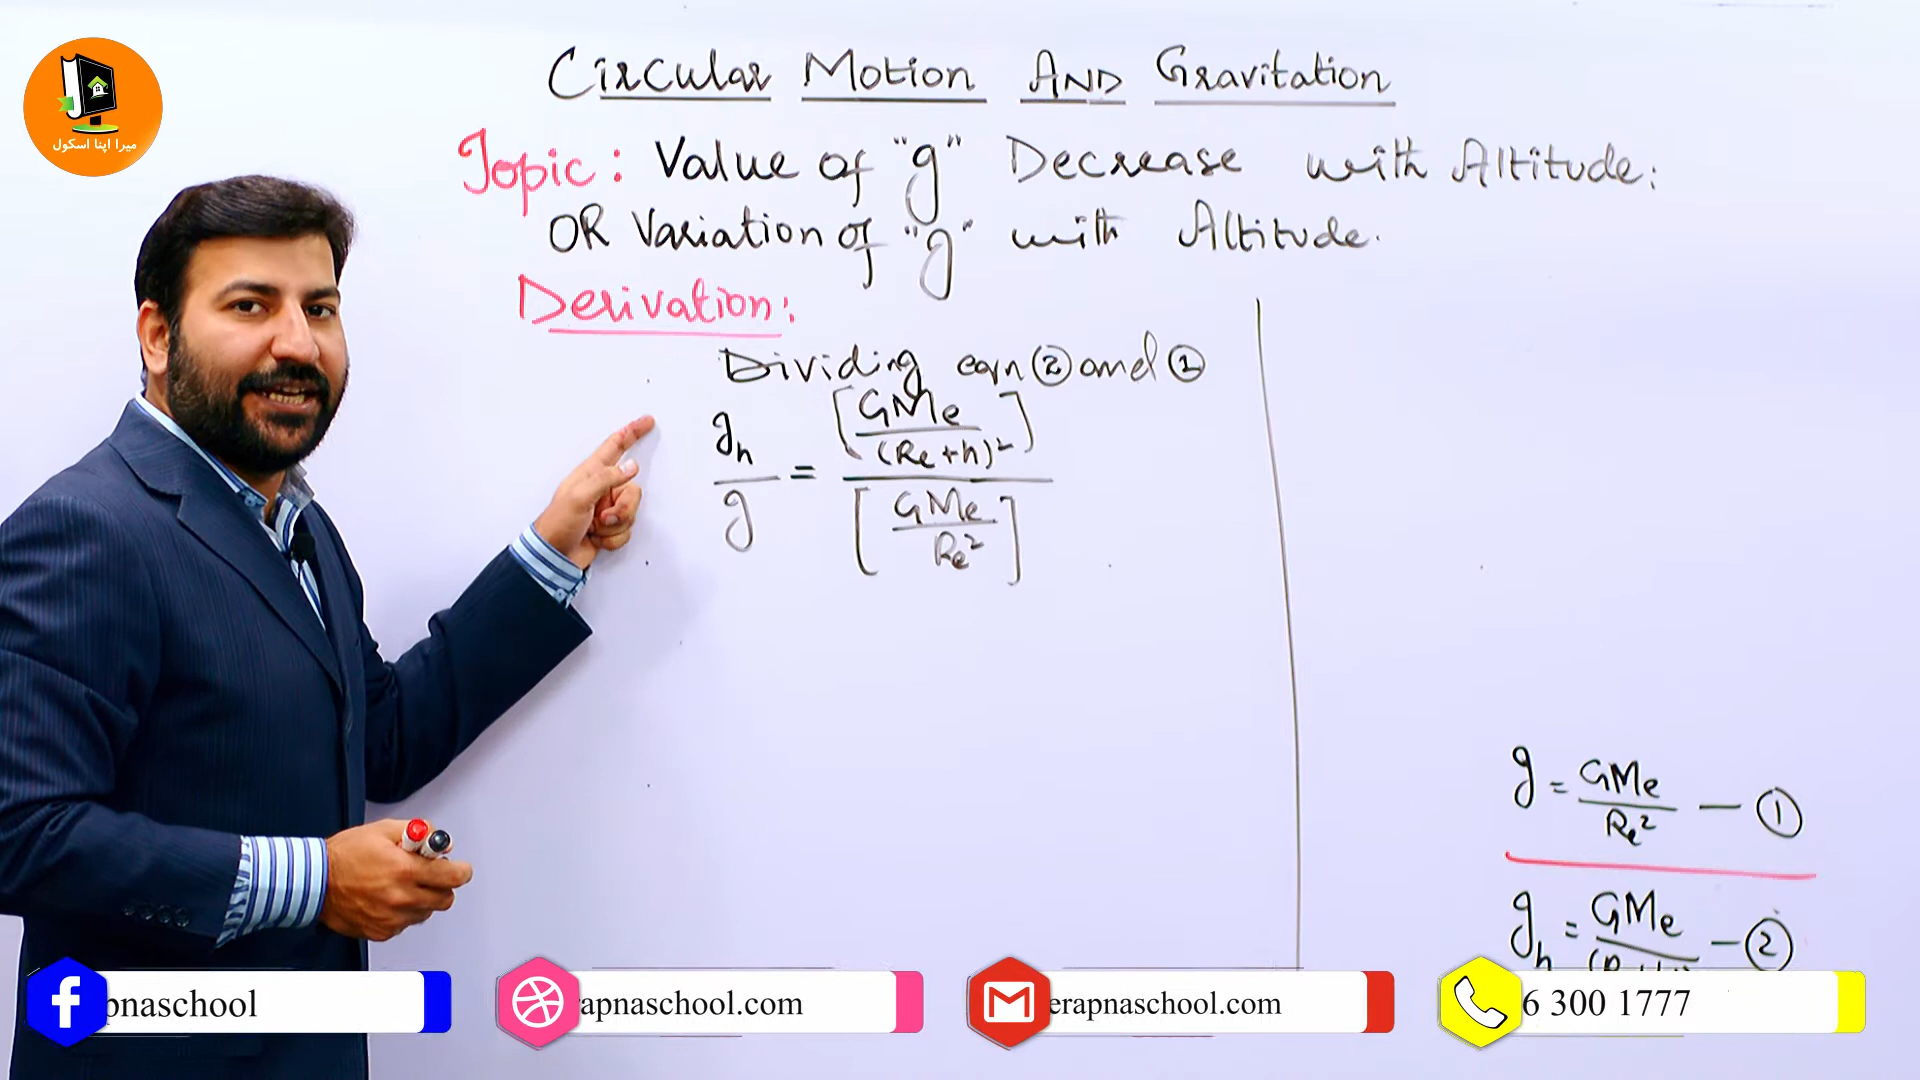 میرا اپنا اسکول
Circular Motion AND Gravitation
Topic: Value of "g" Decrease with Altitude:
OR Variation of "g" with Altitude.
Derivation:
Dividing eqn ② and ①
gh/g = [GMe/(Re+h)²] / [GMe/Re²]
g = GMe/Re² — ①
gh = GMe/(Re+h)² — ②
pnaschool
apnaschool.com
erapnaschool.com
6 300 1777